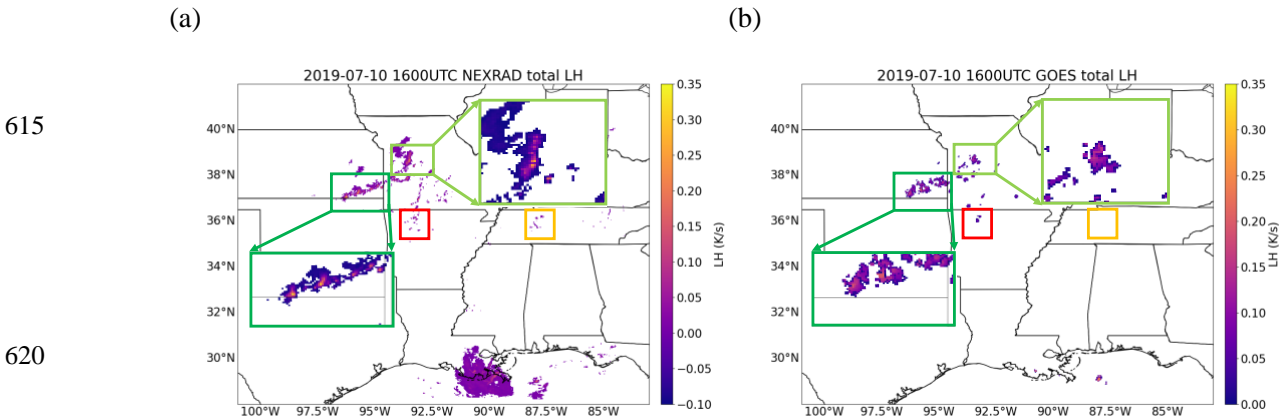 (a) (b)
2019-07-10 1600UTC NEXRAD total LH 2019-07-10 1600UTC GOES total LH
615
620
40°N
38°N
36°N
34°N
32°N
30°N
100°W 97.5°W 95°W 92.5°W 90°W 87.5°W 85°W
0.35
0.30
0.25
0.20
0.15
0.10
0.05
0.00
−0.05
−0.10
LH (K/s)
40°N
38°N
36°N
34°N
32°N
30°N
100°W 97.5°W 95°W 92.5°W 90°W 87.5°W 85°W
0.35
0.30
0.25
0.20
0.15
0.10
0.05
0.00
LH (K/s)